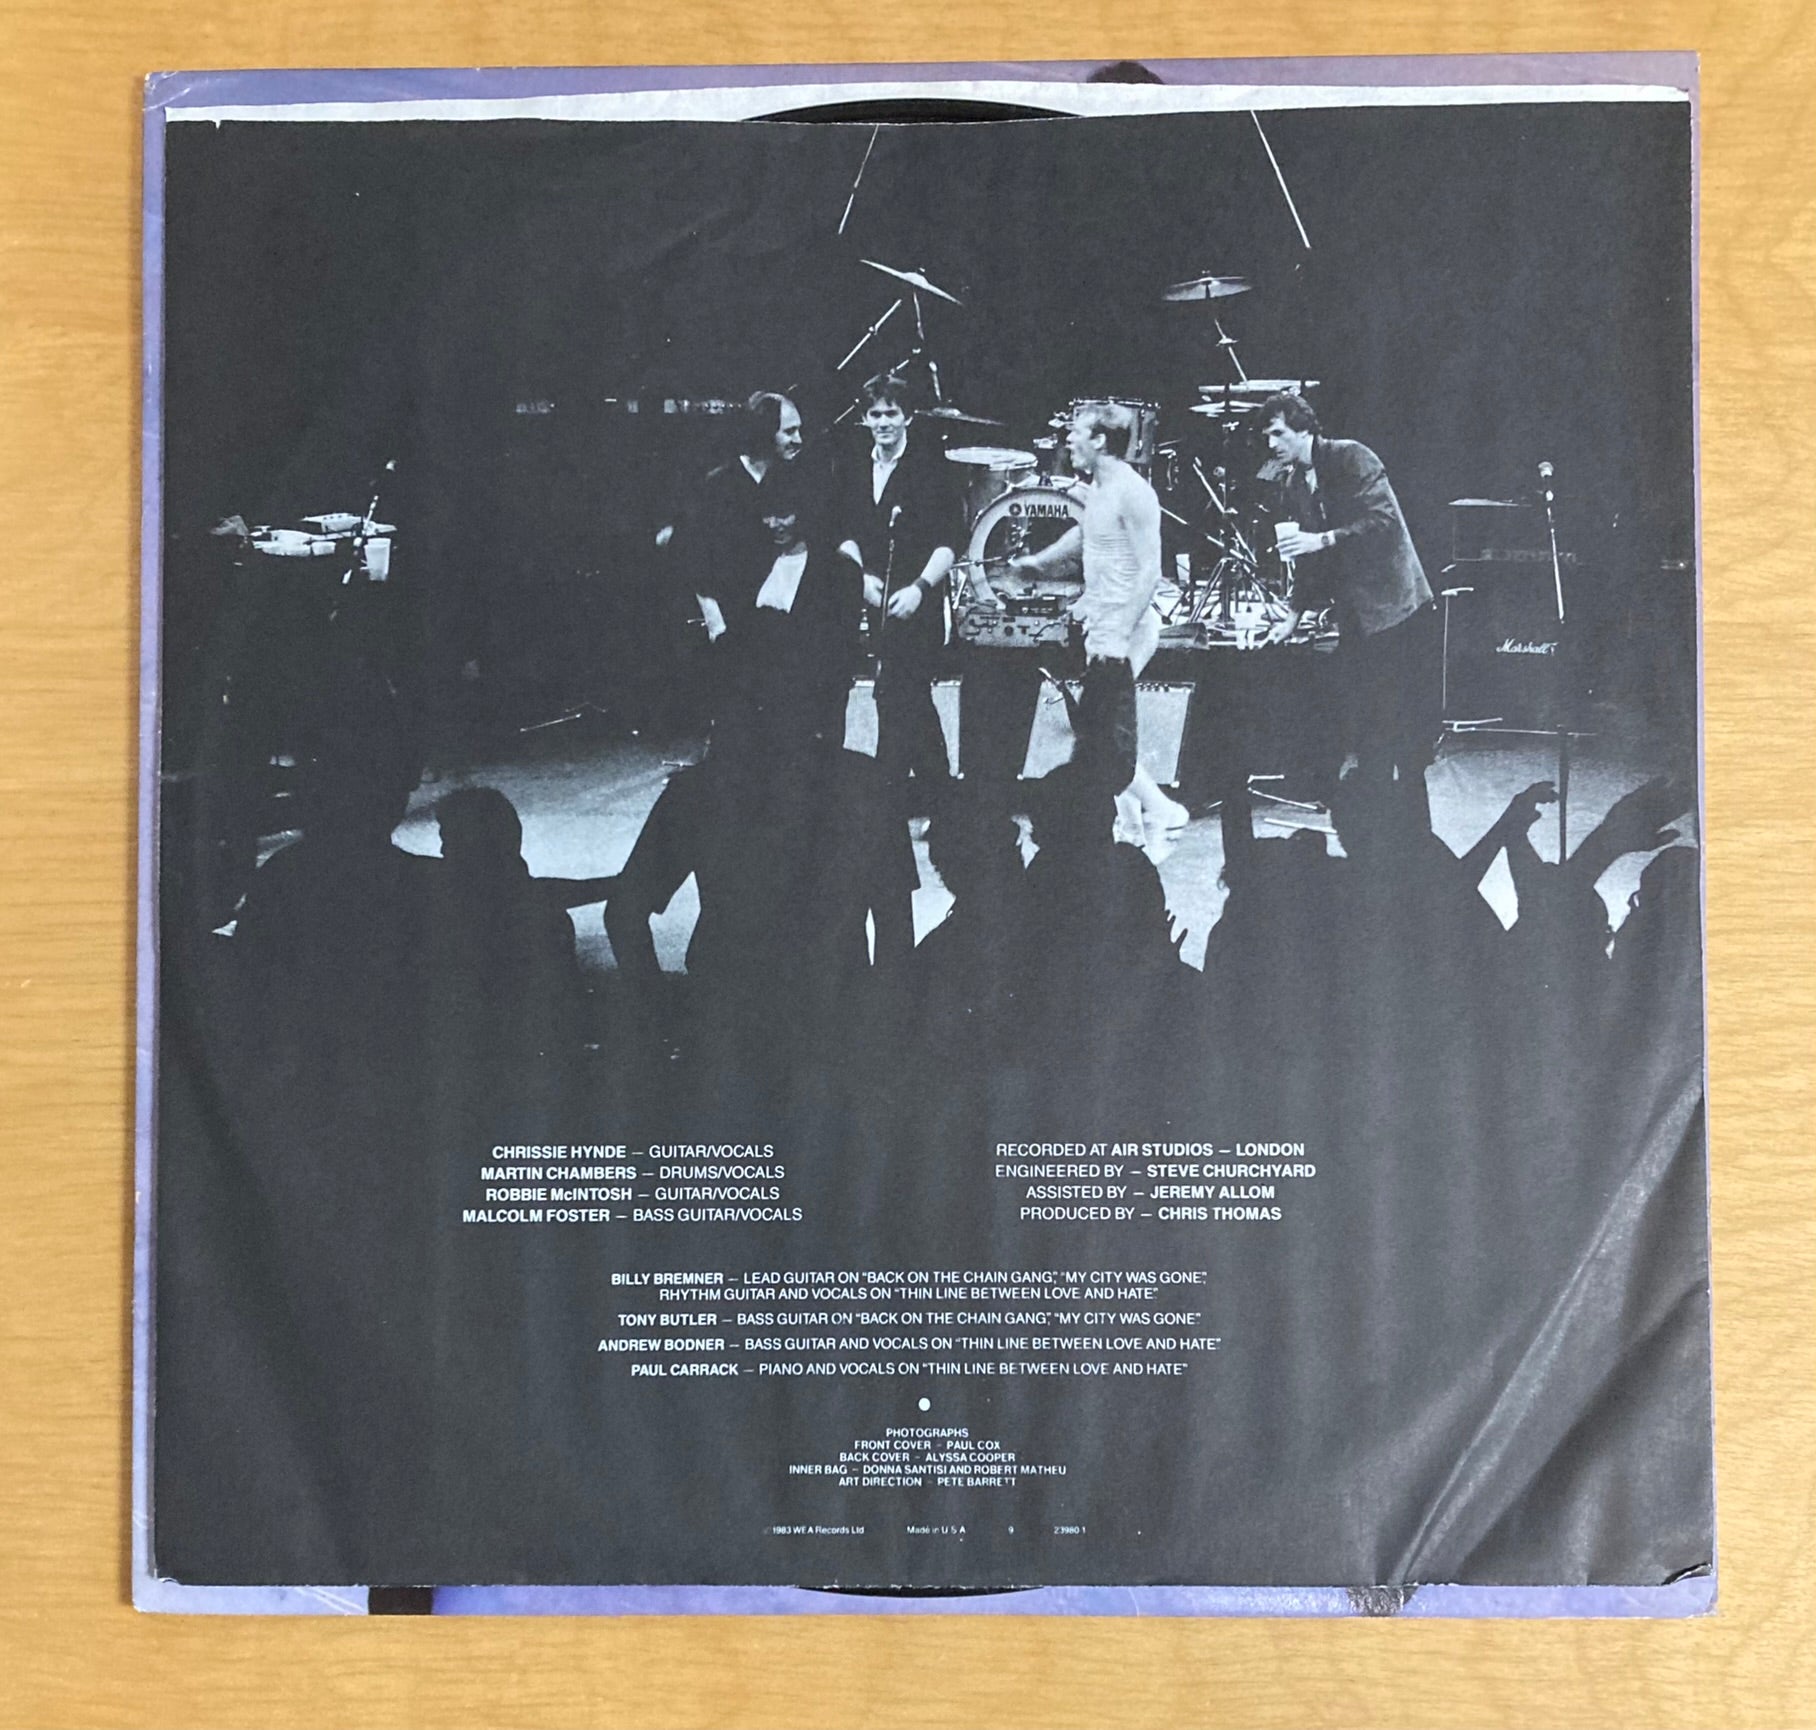 YAMAHA
Marshall
CHRISSIE HYNDE – GUITAR/VOCALS
MARTIN CHAMBERS – DRUMS/VOCALS
ROBBIE McINTOSH – GUITAR/VOCALS
MALCOLM FOSTER – BASS GUITAR/VOCALS
RECORDED AT AIR STUDIOS – LONDON
ENGINEERED BY – STEVE CHURCHYARD
ASSISTED BY – JEREMY ALLOM
PRODUCED BY – CHRIS THOMAS
BILLY BREMNER – LEAD GUITAR ON "BACK ON THE CHAIN GANG", "MY CITY WAS GONE",
RHYTHM GUITAR AND VOCALS ON "THIN LINE BETWEEN LOVE AND HATE".
TONY BUTLER – BASS GUITAR ON "BACK ON THE CHAIN GANG", "MY CITY WAS GONE".
ANDREW BODNER – BASS GUITAR AND VOCALS ON "THIN LINE BETWEEN LOVE AND HATE".
PAUL CARRACK – PIANO AND VOCALS ON "THIN LINE BETWEEN LOVE AND HATE".
PHOTOGRAPHS
FRONT COVER – PAUL COX
BACK COVER – ALYSSA COOPER
INNER BAG – DONNA SANTISI AND ROBERT MATHEU
ART DIRECTION – PETE BARRETT
©1983 WEA Records Ltd Made in U S A 9 23980 1